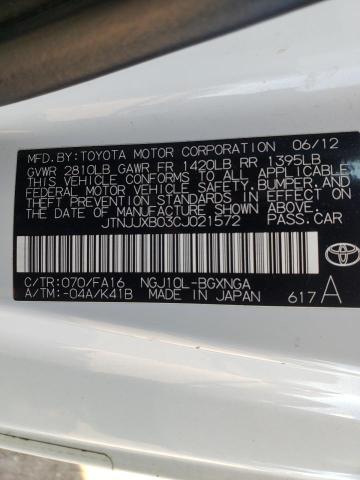 MFD. BY: TOYOTA MOTOR CORPORATION 06/12
GVWR 2810LB GAWR FR 1420LB RR 1395LB
THIS VEHICLE CONFORMS TO ALL APPLICABLE
FEDERAL MOTOR VEHICLE SAFETY, BUMPER, AND
THEFT PREVENTION STANDARDS IN EFFECT ON
THE DATE OF MANUFACTURE SHOWN ABOVE.
JTNJJXB03CJ021572 PASS.CAR
C/TR: 070/FA16 NGJ10L-BGXNGA
A/TM: -04A/K41B MADE IN JAPAN 617 A